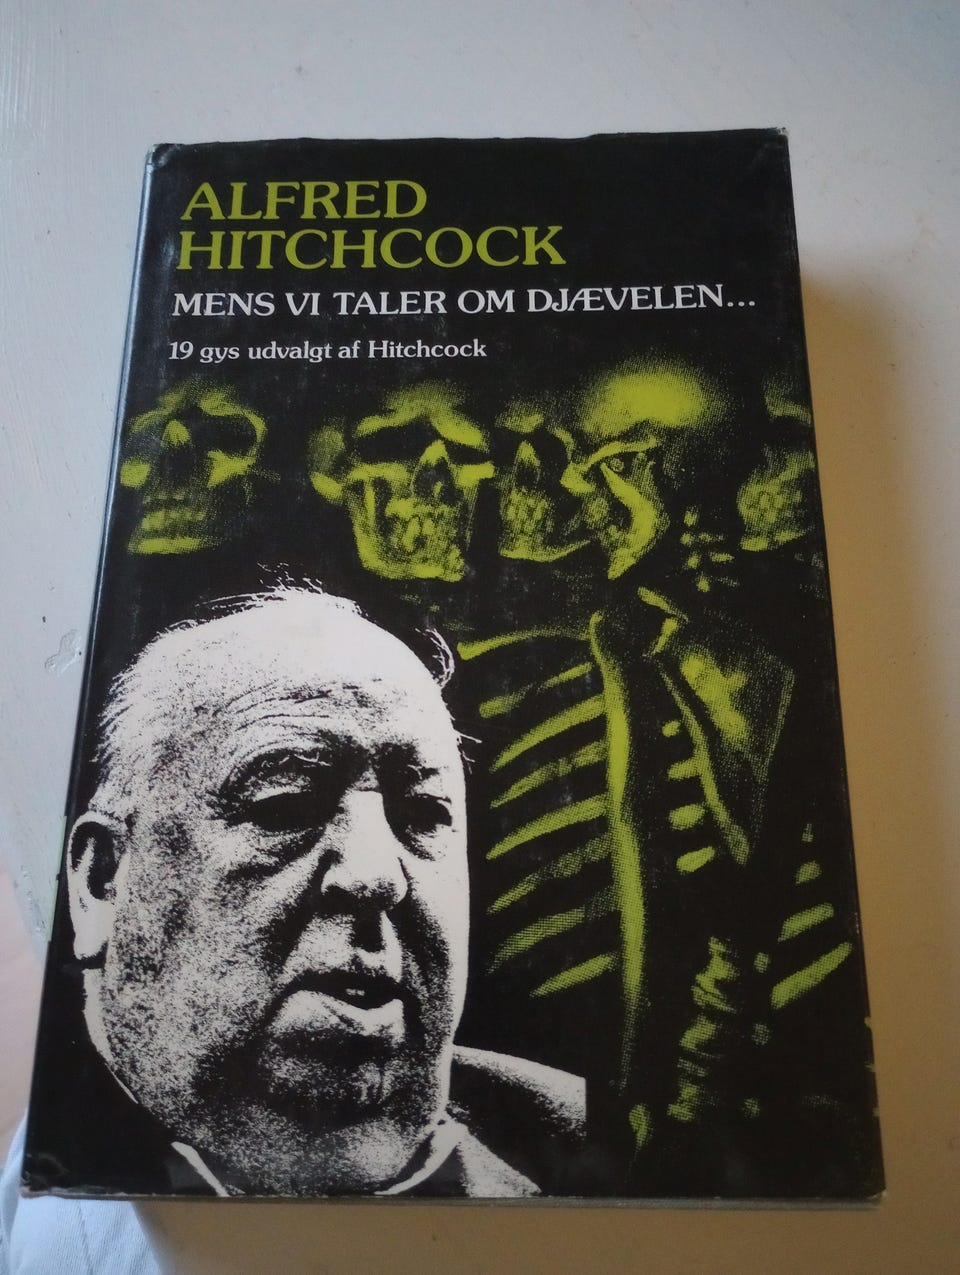 ALFRED
HITCHCOCK
MENS VI TALER OM DJÆVELEN...
19 gys udvalgt af Hitchcock